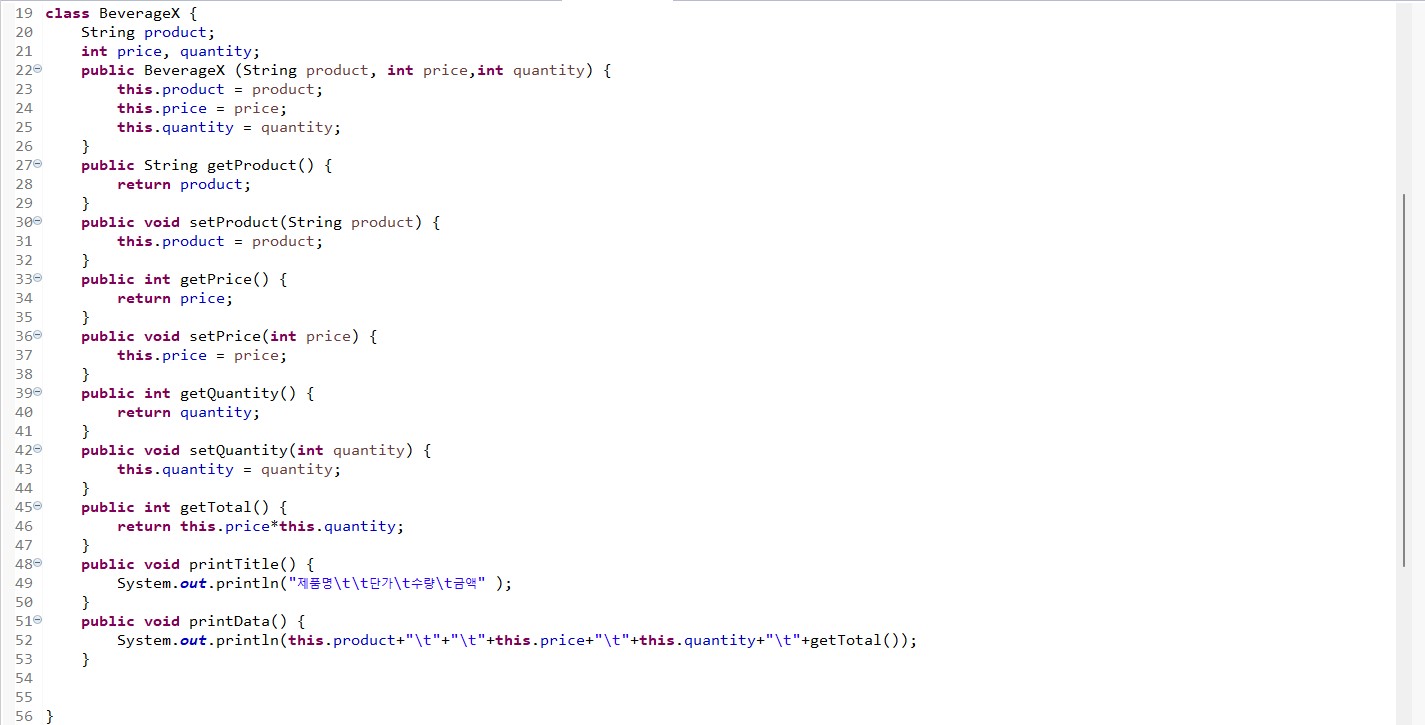 19 class BeverageX {
20     String product;
21     int price, quantity;
22     public BeverageX (String product, int price,int quantity) {
23         this.product = product;
24         this.price = price;
25         this.quantity = quantity;
26     }
27     public String getProduct() {
28         return product;
29     }
30     public void setProduct(String product) {
31         this.product = product;
32     }
33     public int getPrice() {
34         return price;
35     }
36     public void setPrice(int price) {
37         this.price = price;
38     }
39     public int getQuantity() {
40         return quantity;
41     }
42     public void setQuantity(int quantity) {
43         this.quantity = quantity;
44     }
45     public int getTotal() {
46         return this.price*this.quantity;
47     }
48     public void printTitle() {
49         System.out.println("제품명\t\t단가\t수량\t금액" );
50     }
51     public void printData() {
52         System.out.println(this.product+"\t"+"\t"+this.price+"\t"+this.quantity+"\t"+getTotal());
53     }
54
55
56 }